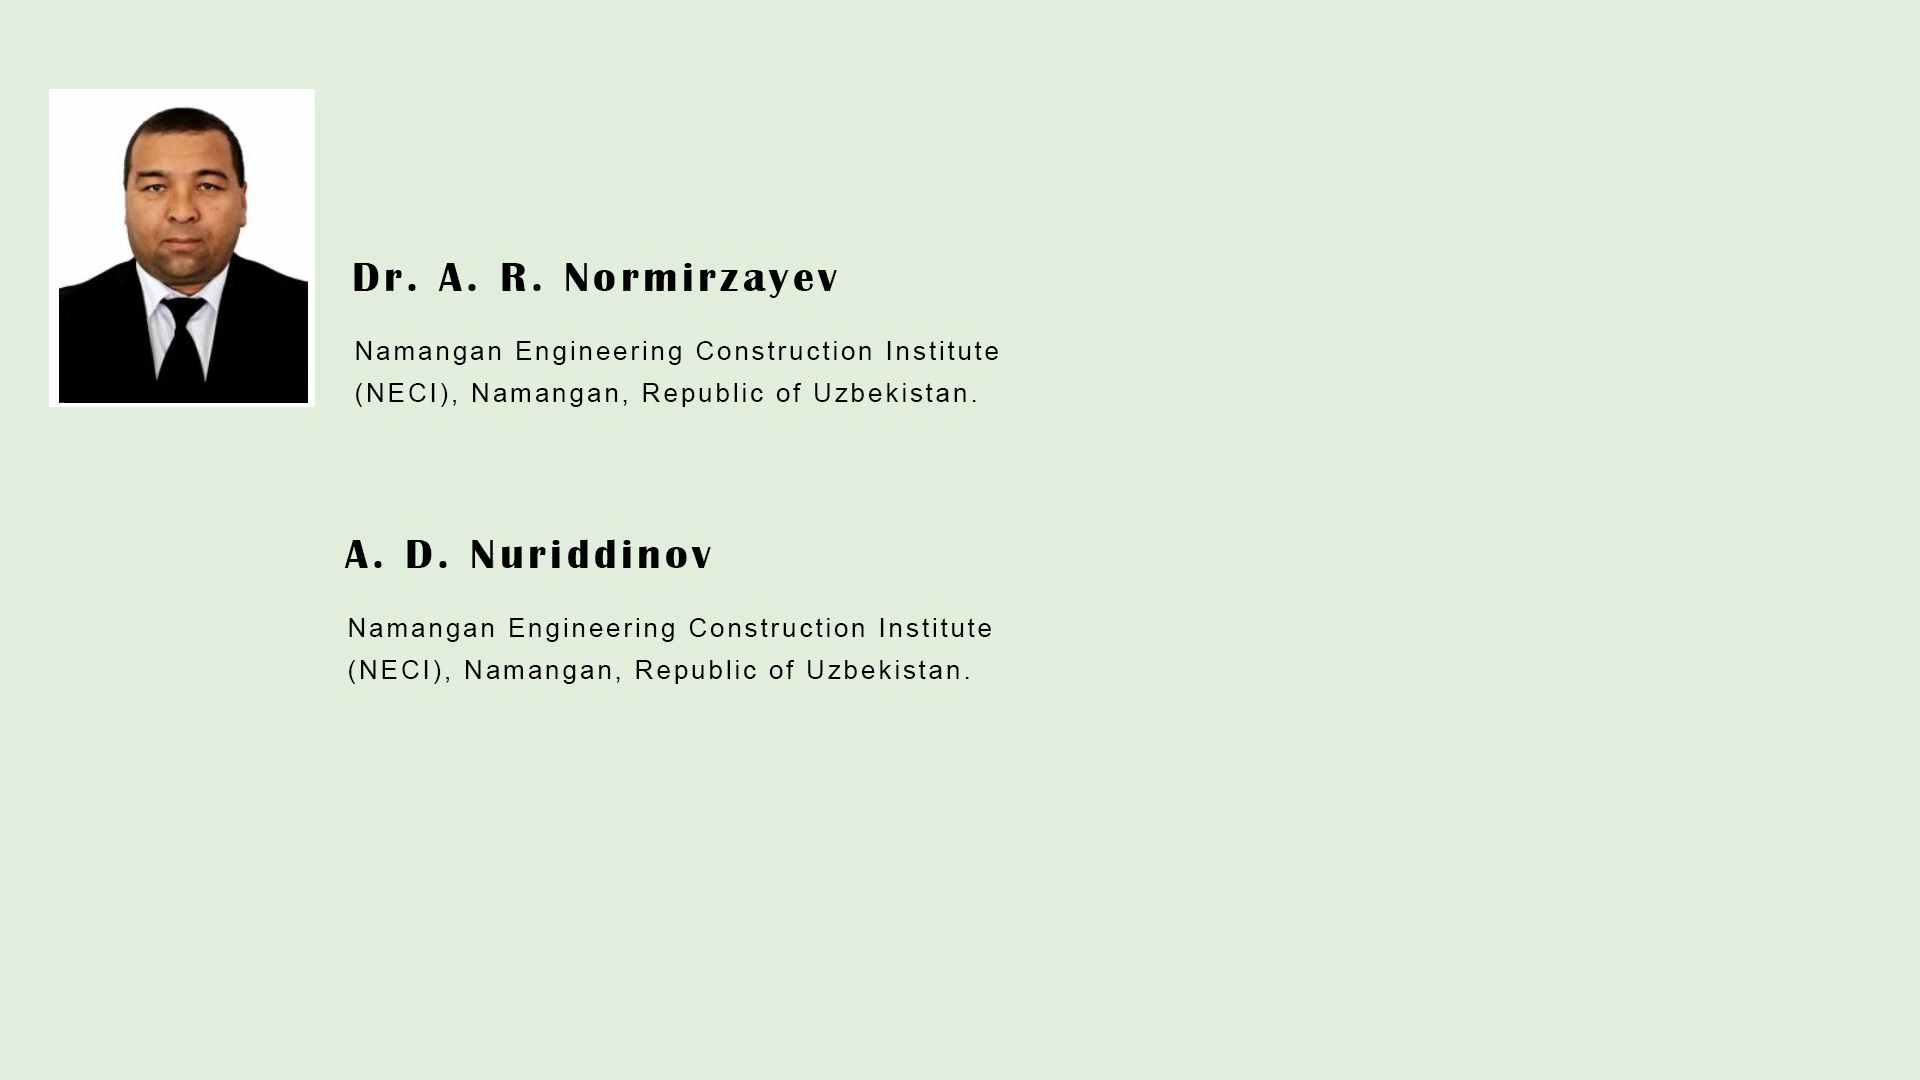 Dr. A. R. Normirzayev
Namangan Engineering Construction Institute
(NECI), Namangan, Republic of Uzbekistan.
A. D. Nuriddinov
Namangan Engineering Construction Institute
(NECI), Namangan, Republic of Uzbekistan.